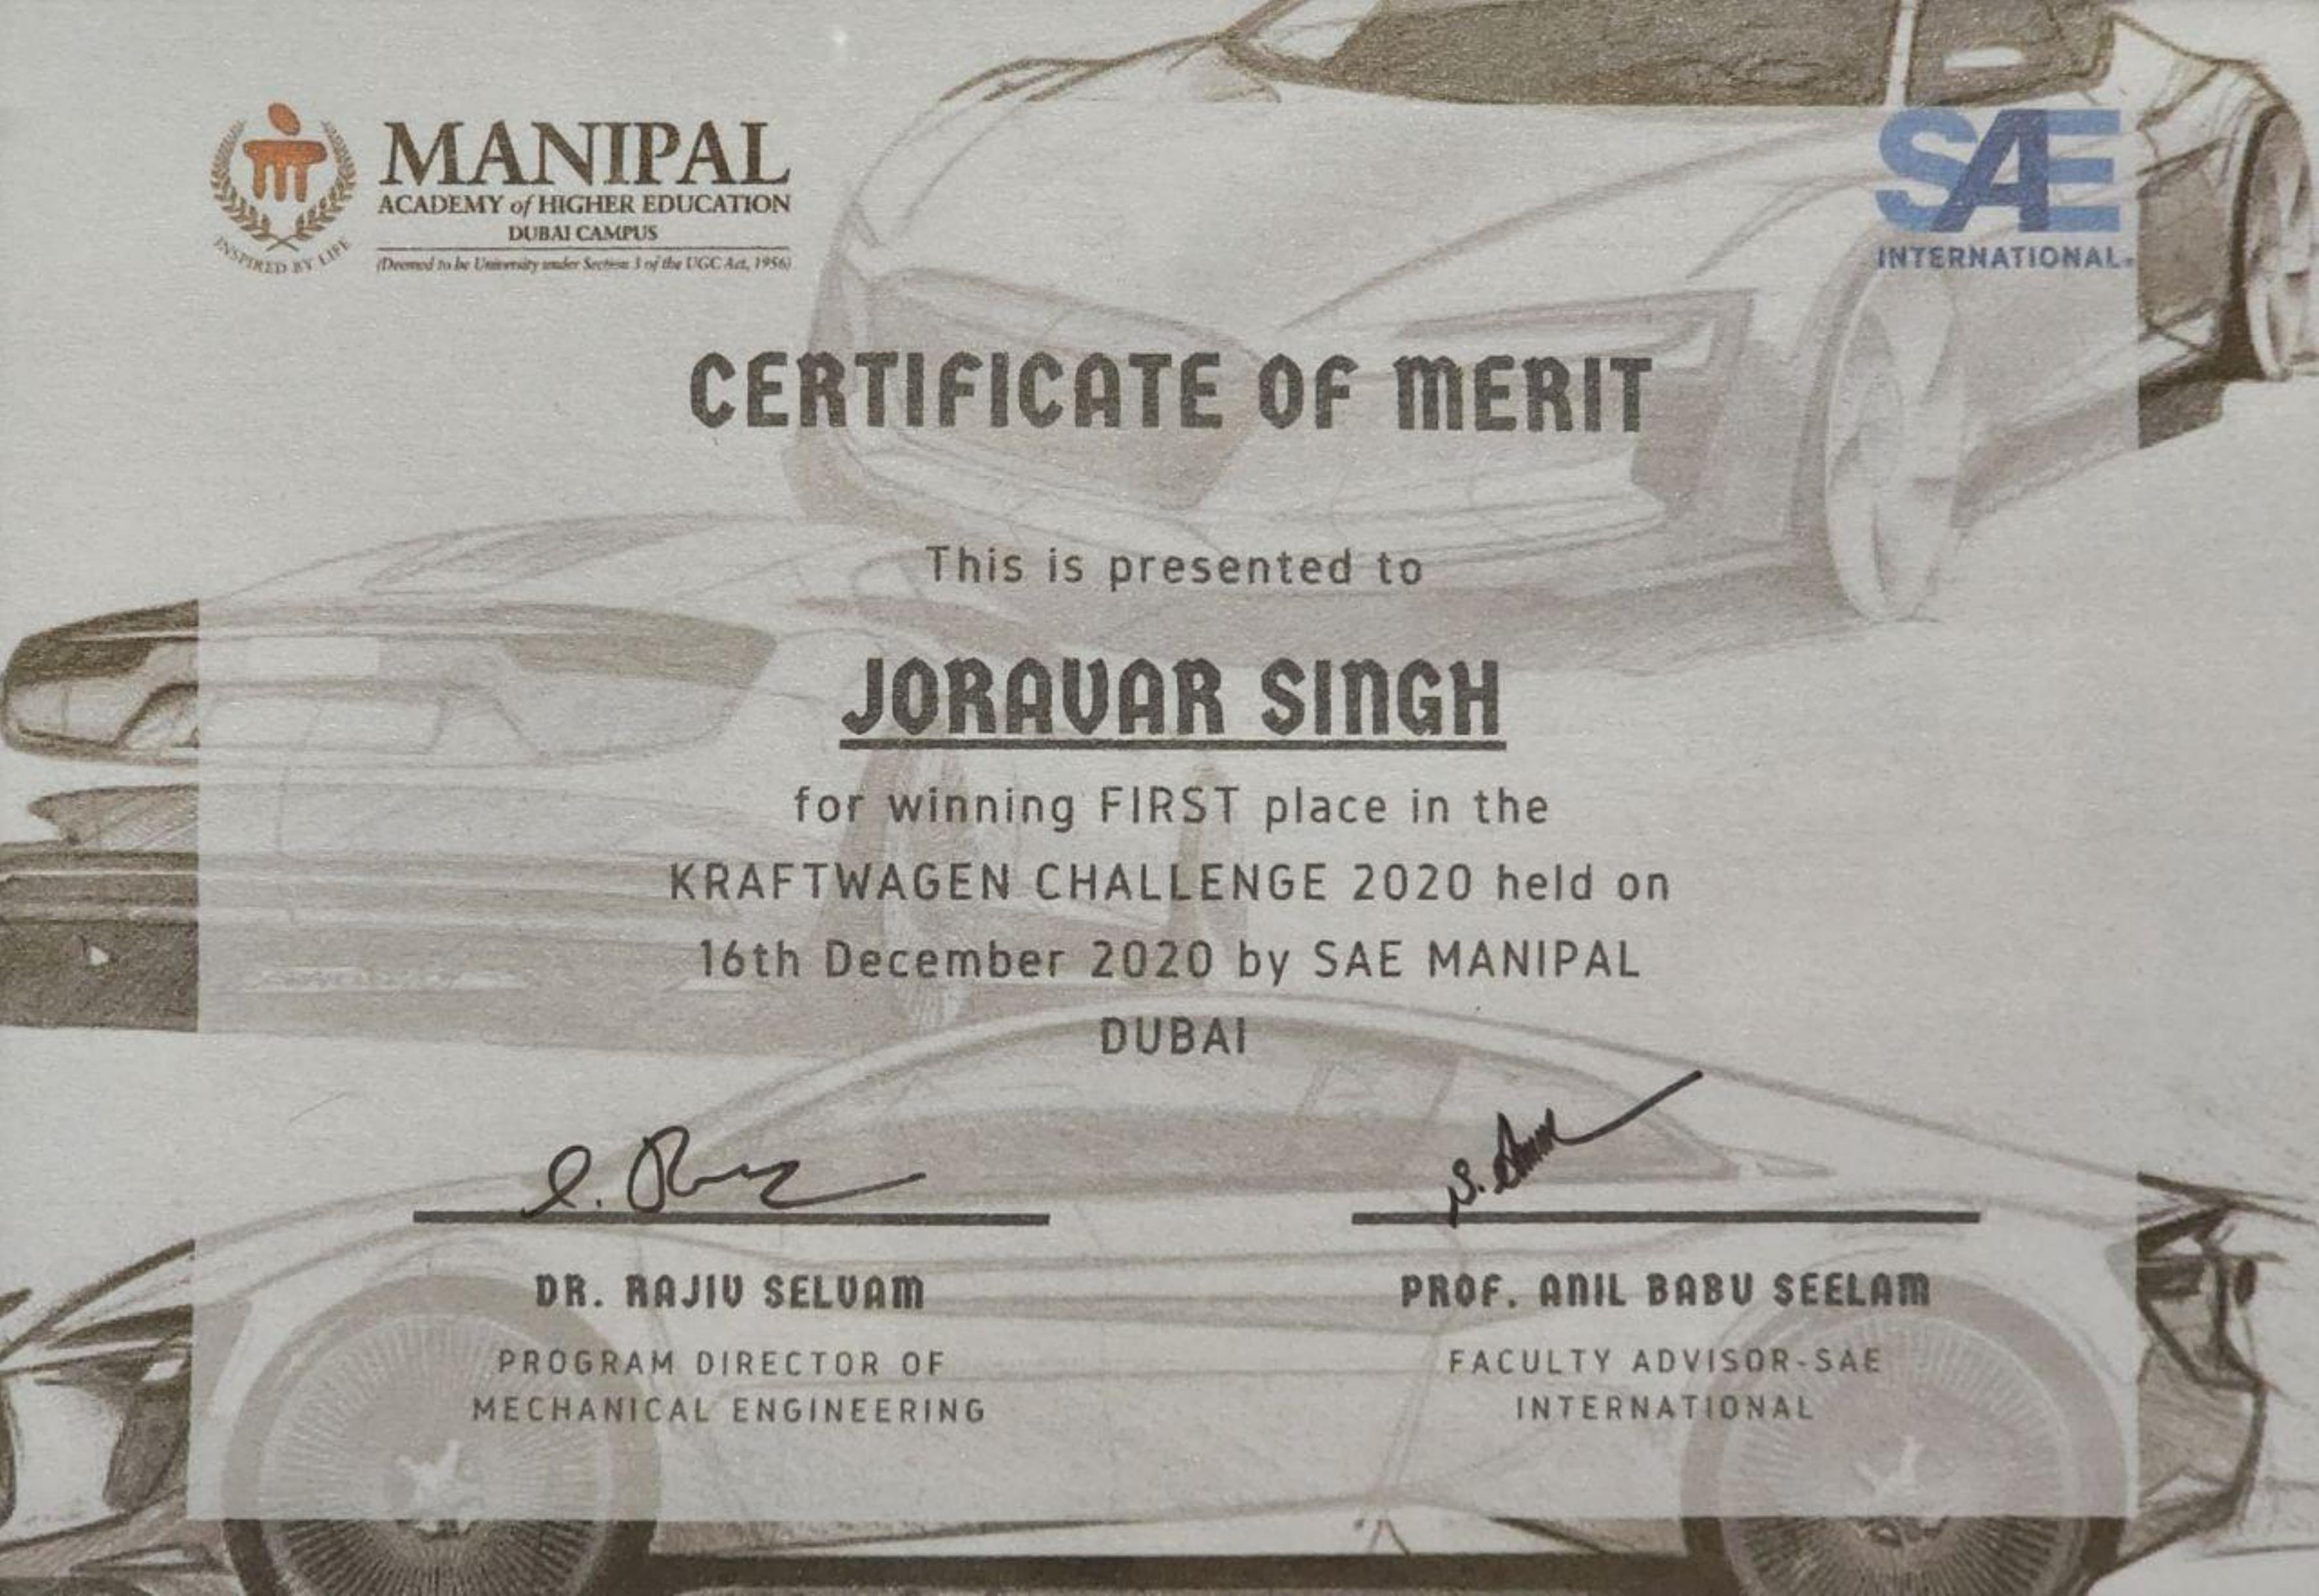 MANIPAL
ACADEMY of HIGHER EDUCATION
DUBAI CAMPUS
(Deemed to be University under Section 3 of the UGC Act, 1956)
INSPIRED BY LIFE
SAE
INTERNATIONAL®
CERTIFICATE OF MERIT
This is presented to
JORAVAR SINGH
for winning FIRST place in the
KRAFTWAGEN CHALLENGE 2020 held on
16th December 2020 by SAE MANIPAL
DUBAI
DR. RAJIV SELVAM
PROGRAM DIRECTOR OF
MECHANICAL ENGINEERING
PROF. ANIL BABU SEELAM
FACULTY ADVISOR-SAE
INTERNATIONAL